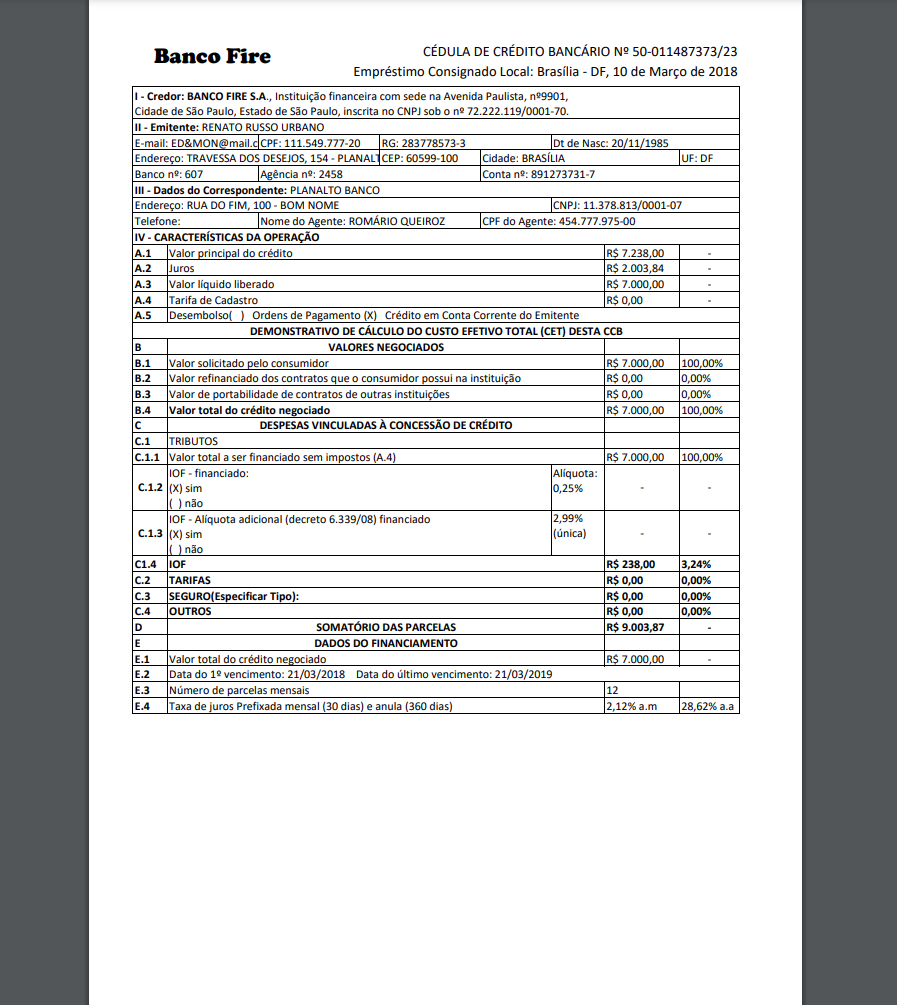 Banco Fire
CÉDULA DE CRÉDITO BANCÁRIO Nº 50-011487373/23
Empréstimo Consignado Local: Brasília - DF, 10 de Março de 2018
I - Credor: BANCO FIRE S.A., Instituição financeira com sede na Avenida Paulista, nº9901,
Cidade de São Paulo, Estado de São Paulo, inscrita no CNPJ sob o nº 72.222.119/0001-70.
II - Emitente: RENATO RUSSO URBANO
E-mail: ED&MON@mail.c CPF: 111.549.777-20 RG: 283778573-3 Dt de Nasc: 20/11/1985
Endereço: TRAVESSA DOS DESEJOS, 154 - PLANALT CEP: 60599-100 Cidade: BRASÍLIA UF: DF
Banco nº: 607 Agência nº: 2458 Conta nº: 891273731-7
III - Dados do Correspondente: PLANALTO BANCO
Endereço: RUA DO FIM, 100 - BOM NOME CNPJ: 11.378.813/0001-07
Telefone: Nome do Agente: ROMÁRIO QUEIROZ CPF do Agente: 454.777.975-00
IV - CARACTERÍSTICAS DA OPERAÇÃO
A.1 Valor principal do crédito R$ 7.238,00 -
A.2 Juros R$ 2.003,84 -
A.3 Valor líquido liberado R$ 7.000,00 -
A.4 Tarifa de Cadastro R$ 0,00 -
A.5 Desembolso( ) Ordens de Pagamento (X) Crédito em Conta Corrente do Emitente
DEMONSTRATIVO DE CÁLCULO DO CUSTO EFETIVO TOTAL (CET) DESTA CCB
B VALORES NEGOCIADOS
B.1 Valor solicitado pelo consumidor R$ 7.000,00 100,00%
B.2 Valor refinanciado dos contratos que o consumidor possui na instituição R$ 0,00 0,00%
B.3 Valor de portabilidade de contratos de outras instituições R$ 0,00 0,00%
B.4 Valor total do crédito negociado R$ 7.000,00 100,00%
C DESPESAS VINCULADAS À CONCESSÃO DE CRÉDITO
C.1 TRIBUTOS
C.1.1 Valor total a ser financiado sem impostos (A.4) R$ 7.000,00 100,00%
IOF - financiado: Alíquota:
C.1.2 (X) sim 0,25% - -
( ) não
IOF - Alíquota adicional (decreto 6.339/08) financiado 2,99%
C.1.3 (X) sim (única) - -
( ) não
C1.4 IOF R$ 238,00 3,24%
C.2 TARIFAS R$ 0,00 0,00%
C.3 SEGURO(Especificar Tipo): R$ 0,00 0,00%
C.4 OUTROS R$ 0,00 0,00%
D SOMATÓRIO DAS PARCELAS R$ 9.003,87 -
E DADOS DO FINANCIAMENTO
E.1 Valor total do crédito negociado R$ 7.000,00 -
E.2 Data do 1º vencimento: 21/03/2018 Data do último vencimento: 21/03/2019
E.3 Número de parcelas mensais 12
E.4 Taxa de juros Prefixada mensal (30 dias) e anula (360 dias) 2,12% a.m 28,62% a.a